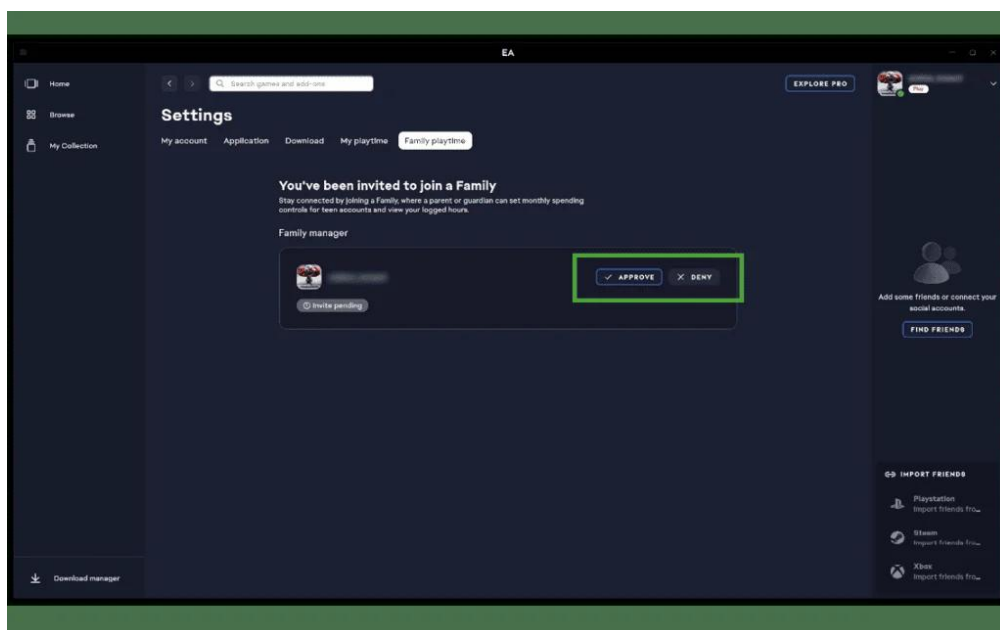 EA
Home
Browse
My Collection
Search games and add-ons
EXPLORE PRO
Play
Settings
My account Application Download My playtime Family playtime
You've been invited to join a Family
Stay connected by joining a Family, where a parent or guardian can set monthly spending
controls for teen accounts and view your logged hours.
Family manager
APPROVE DENY
Invite pending
Add some friends or connect your
social accounts.
FIND FRIENDS
IMPORT FRIENDS
Playstation
Import friends fro...
Steam
Import friends fro...
Xbox
Import friends fro...
Download manager